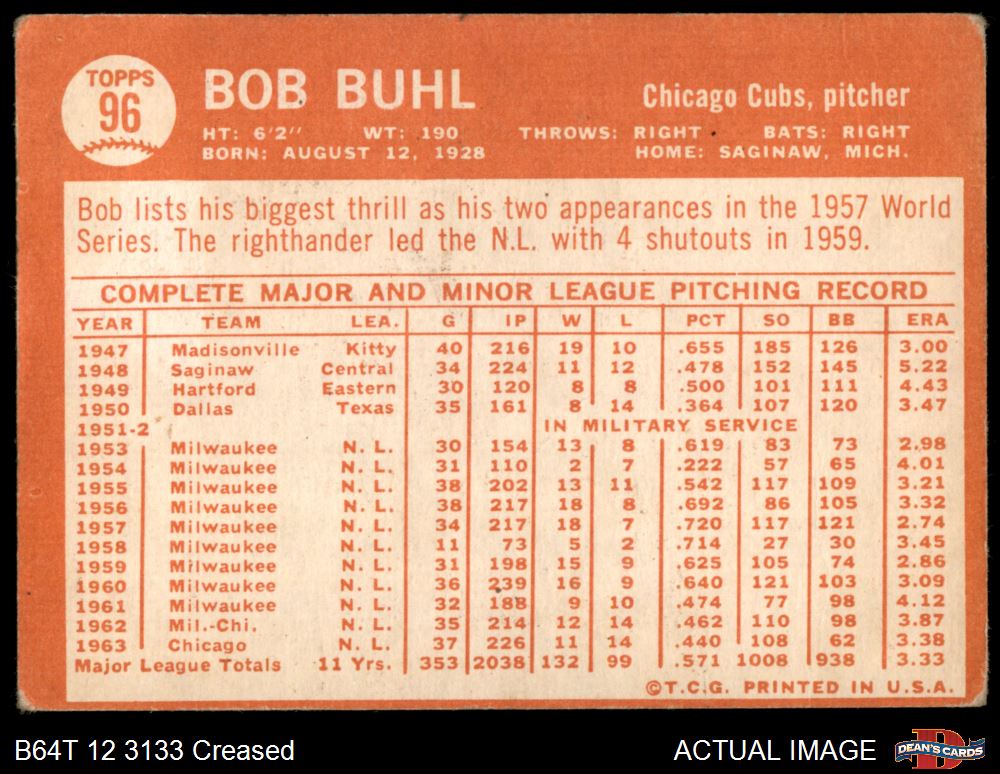 TOPPS
96
BOB BUHL
Chicago Cubs, pitcher
HT: 6'2" WT: 190 THROWS: RIGHT BATS: RIGHT
BORN: AUGUST 12, 1928 HOME: SAGINAW, MICH.
Bob lists his biggest thrill as his two appearances in the 1957 World
Series. The righthander led the N.L. with 4 shutouts in 1959.
COMPLETE MAJOR AND MINOR LEAGUE PITCHING RECORD
YEAR TEAM LEA. G IP W L PCT SO BB ERA
1947 Madisonville Kitty 40 216 19 10 .655 185 126 3.00
1948 Saginaw Central 34 224 11 12 .478 152 145 5.22
1949 Hartford Eastern 30 120 8 8 .500 101 111 4.43
1950 Dallas Texas 35 161 8 14 .364 107 120 3.47
1951-2 IN MILITARY SERVICE
1953 Milwaukee N. L. 30 154 13 8 .619 83 73 2.98
1954 Milwaukee N. L. 31 110 2 7 .222 57 65 4.01
1955 Milwaukee N. L. 38 202 13 11 .542 117 109 3.21
1956 Milwaukee N. L. 38 217 18 8 .692 86 105 3.32
1957 Milwaukee N. L. 34 217 18 7 .720 117 121 2.74
1958 Milwaukee N. L. 11 73 5 2 .714 27 30 3.45
1959 Milwaukee N. L. 31 198 15 9 .625 105 74 2.86
1960 Milwaukee N. L. 36 239 16 9 .640 121 103 3.09
1961 Milwaukee N. L. 32 188 9 10 .474 77 98 4.12
1962 Mil.-Chi. N. L. 35 214 12 14 .462 110 98 3.87
1963 Chicago N. L. 37 226 11 14 .440 108 62 3.38
Major League Totals 11 Yrs. 353 2038 132 99 .571 1008 938 3.33
©T.C.G. PRINTED IN U.S.A.
B64T 12 3133 Creased
ACTUAL IMAGE
D
DEAN'S CARDS